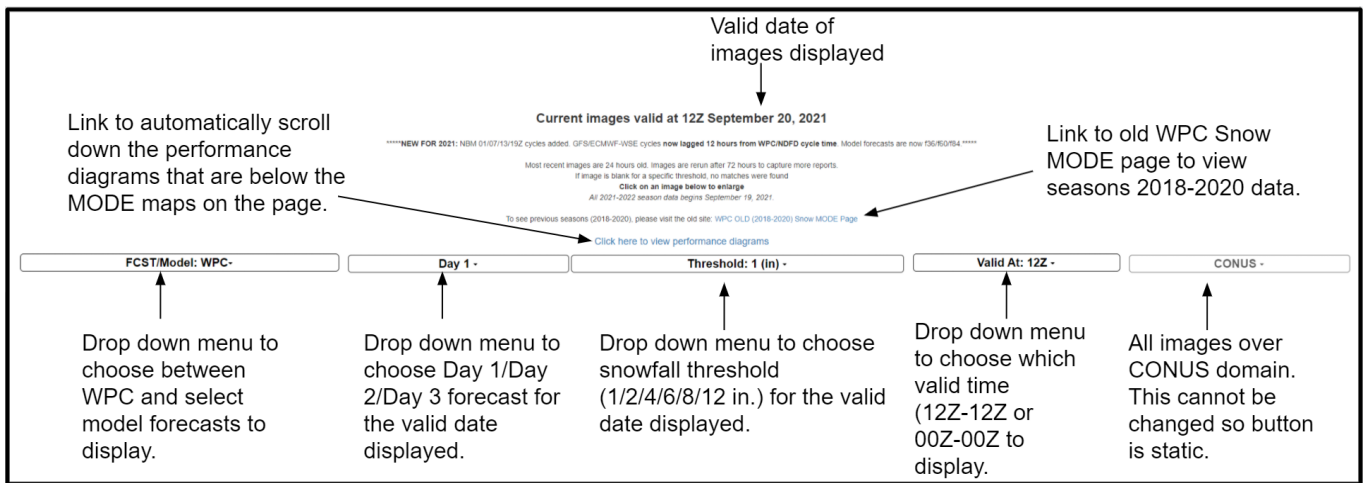 Valid date of
images displayed
Link to automatically scroll
down the performance
diagrams that are below the
MODE maps on the page.
Current images valid at 12Z September 20, 2021
*****NEW FOR 2021: NBM 01/07/13/19Z cycles added. GFS/ECMWF-WSE cycles now lagged 12 hours from WPC/NDFD cycle time. Model forecasts are now f36/f60/f84.*****
Most recent images are 24 hours old. Images are rerun after 72 hours to capture more reports.
If image is blank for a specific threshold, no matches were found
Click on an image below to enlarge
All 2021-2022 season data begins September 19, 2021.
To see previous seasons (2018-2020), please visit the old site: WPC OLD (2018-2020) Snow MODE Page
Click here to view performance diagrams
Link to old WPC Snow
MODE page to view
seasons 2018-2020 data.
FCST/Model: WPC-
Day 1 -
Threshold: 1 (in) -
Valid At: 12Z -
CONUS -
Drop down menu to
choose between
WPC and select
model forecasts to
display.
Drop down menu to
choose Day 1/Day
2/Day 3 forecast for
the valid date
displayed.
Drop down menu to choose
snowfall threshold
(1/2/4/6/8/12 in.) for the valid
date displayed.
Drop down menu
to choose which
valid time
(12Z-12Z or
00Z-00Z to
display.
All images over
CONUS domain.
This cannot be
changed so button
is static.